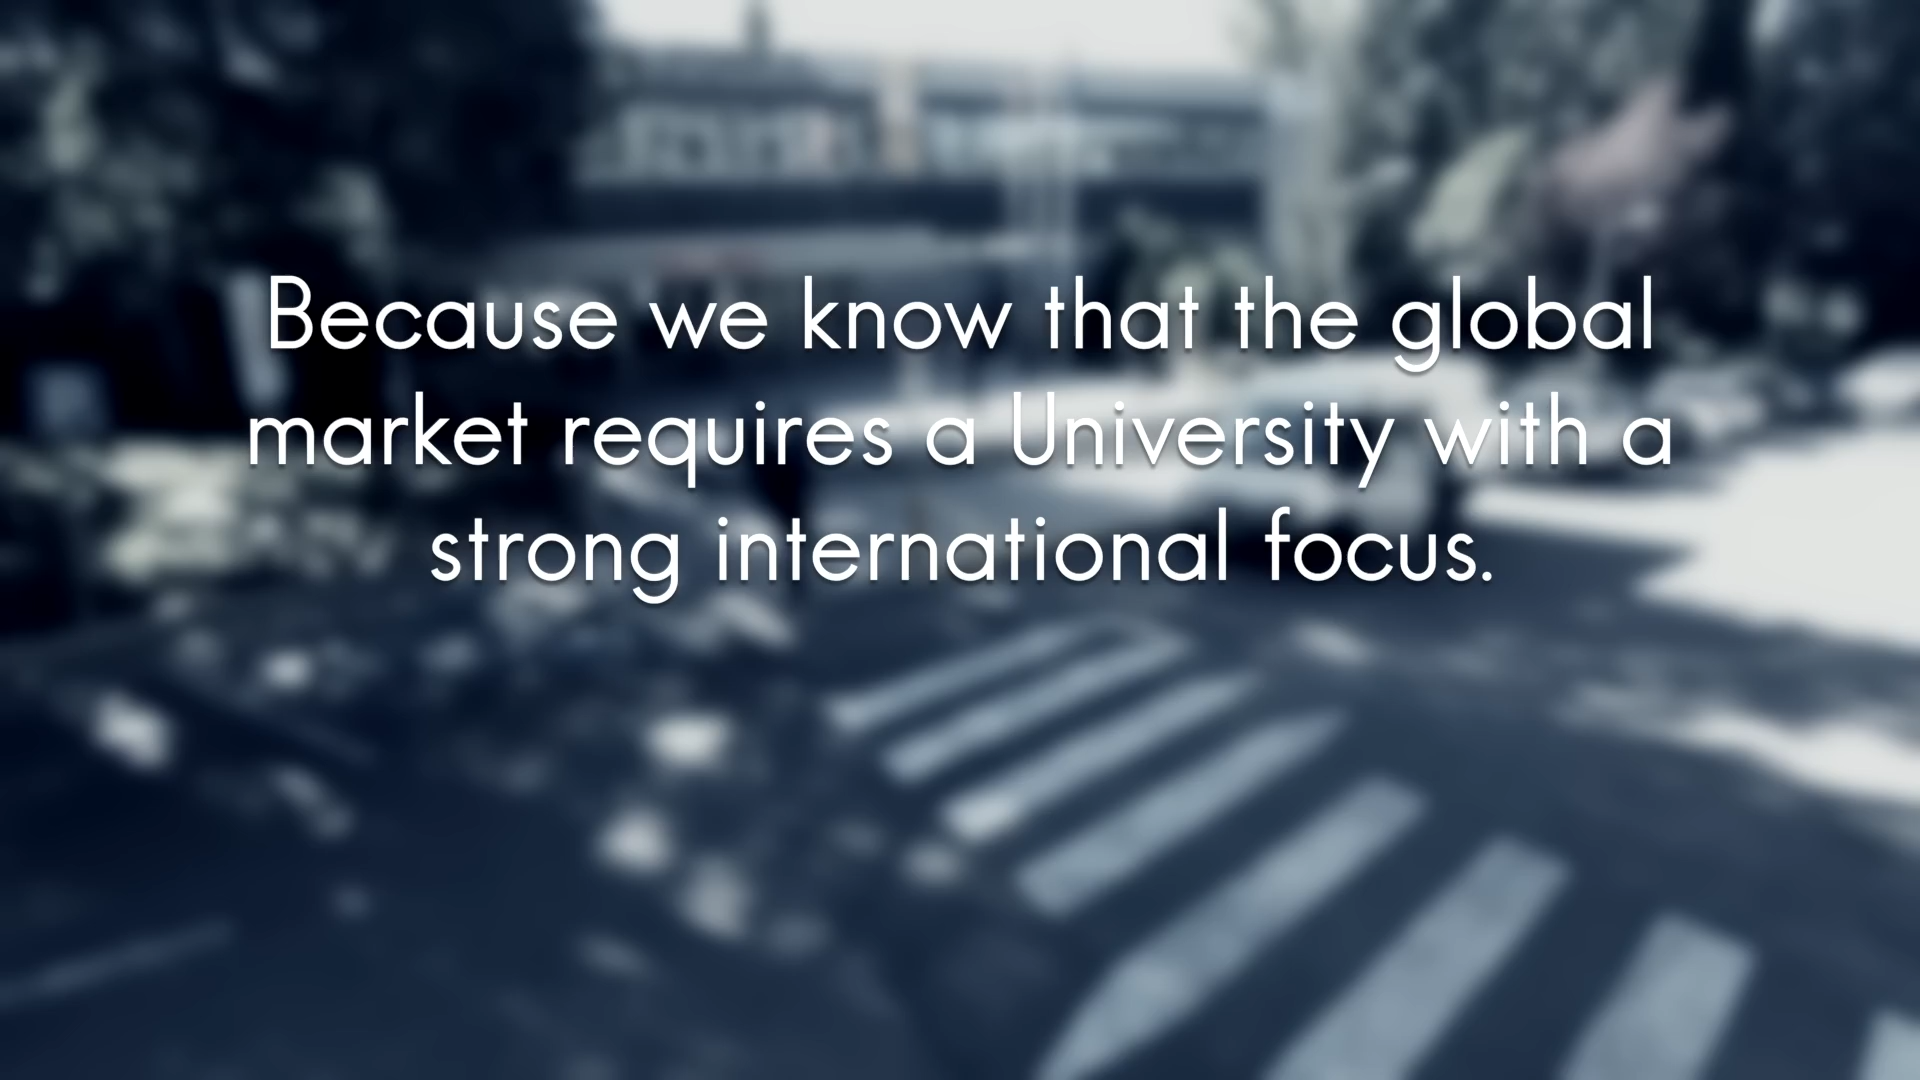 Because we know that the global
market requires a University with a
strong international focus.